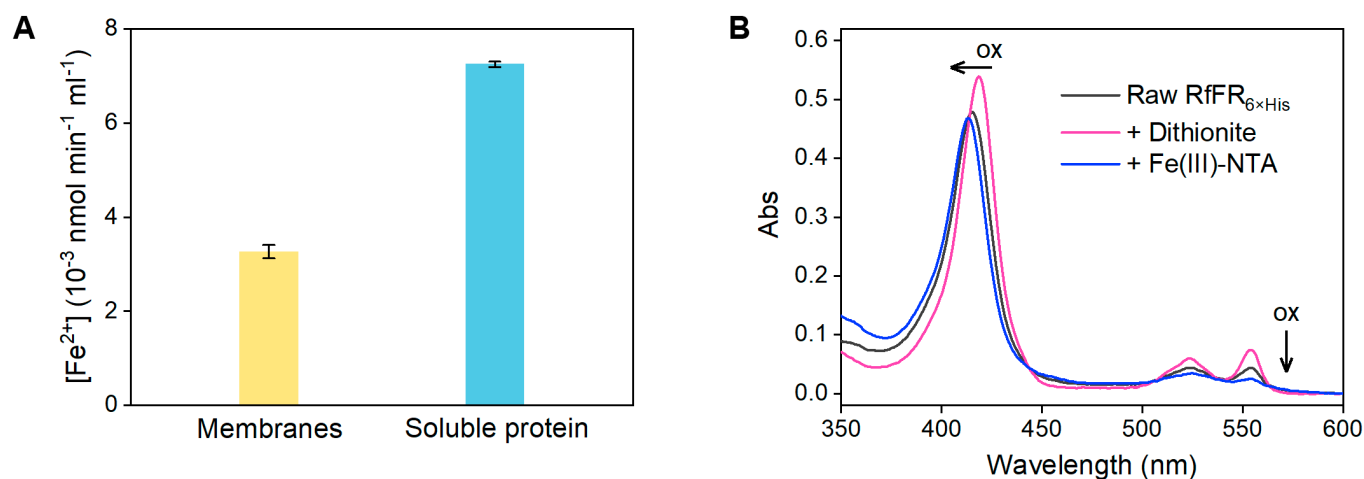 A
[Fe²⁺] (10⁻³ nmol min⁻¹ ml⁻¹)
8
6
4
2
0
Membranes
Soluble protein
B
Abs
0.6
0.5
0.4
0.3
0.2
0.1
0.0
ox
Raw RfFR₆ₓHis
+ Dithionite
+ Fe(III)-NTA
ox
350
400
450
500
550
600
Wavelength (nm)